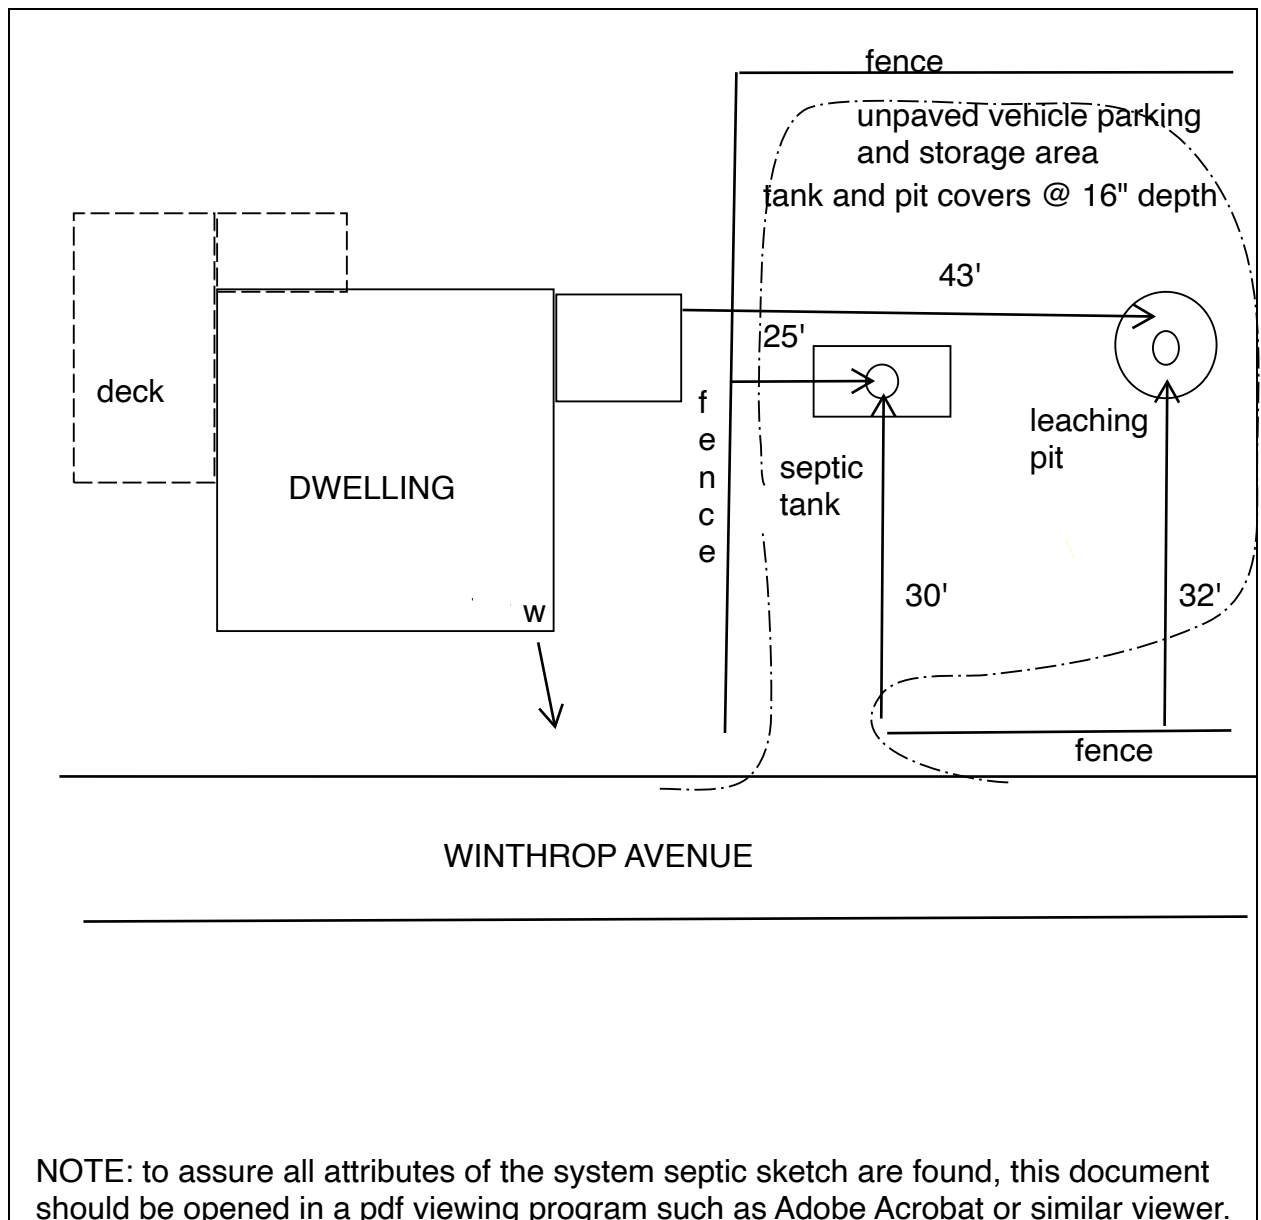 fence
unpaved vehicle parking
and storage area
tank and pit covers @ 16" depth
43'
25'
deck
fence
leaching
pit
septic
tank
DWELLING
30'
32'
w
fence
WINTHROP AVENUE
NOTE: to assure all attributes of the system septic sketch are found, this document
should be opened in a pdf viewing program such as Adobe Acrobat or similar viewer.